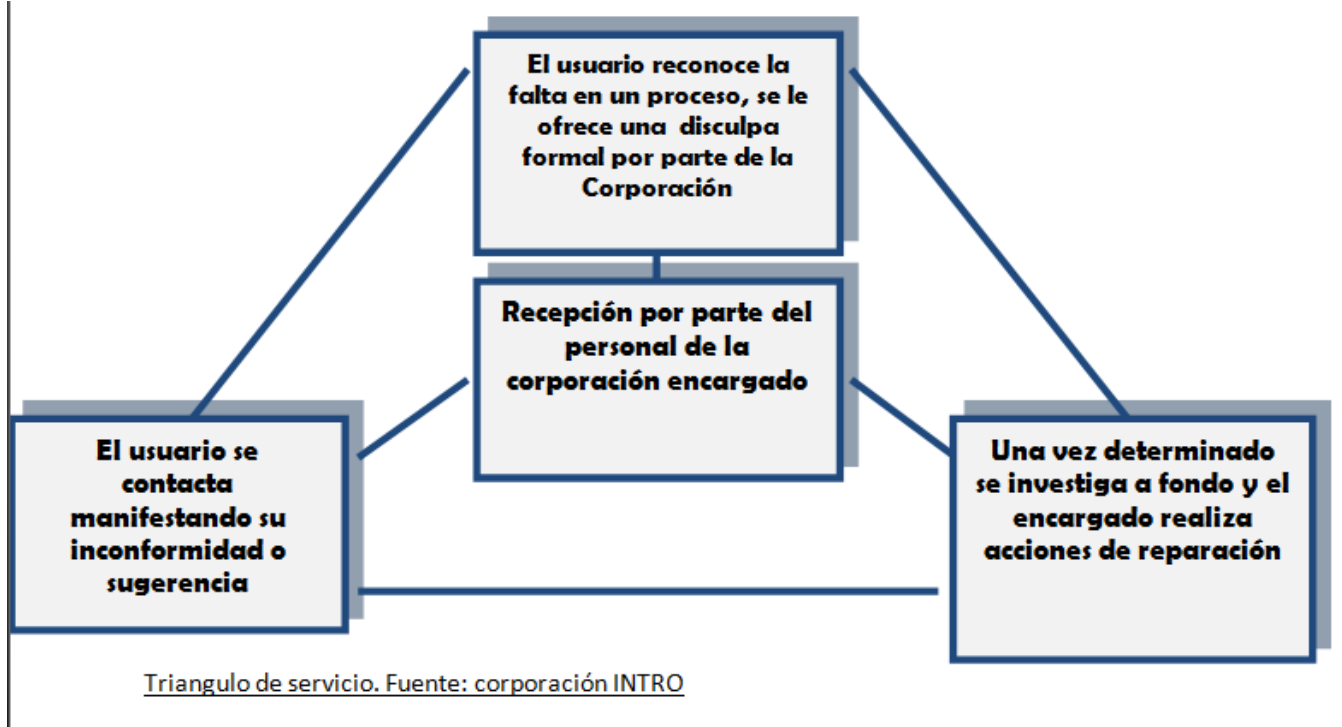 El usuario reconoce la
falta en un proceso, se le
ofrece una disculpa
formal por parte de la
Corporación
Recepción por parte del
personal de la
corporación encargado
El usuario se
contacta
manifestando su
inconformidad o
sugerencia
Una vez determinado
se investiga a fondo y el
encargado realiza
acciones de reparación
Triangulo de servicio. Fuente: corporación INTRO